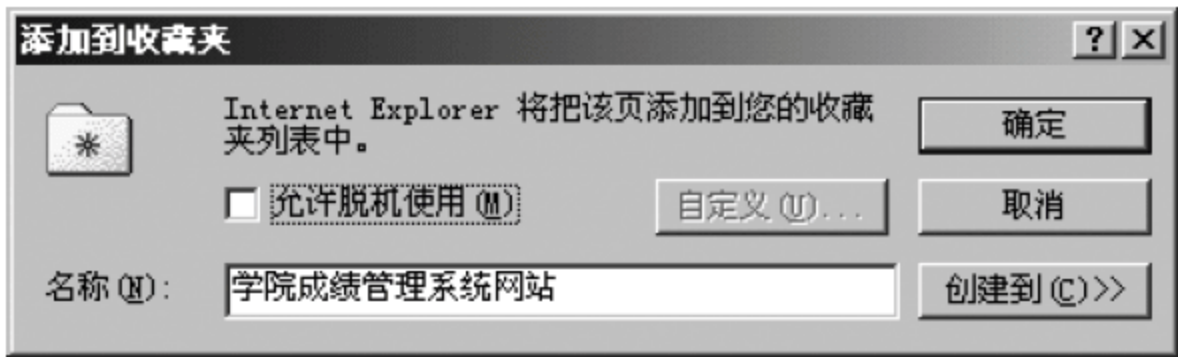 添加到收藏夹
Internet Explorer 将把该页添加到您的收藏
夹列表中。
确定
允许脱机使用(M)
自定义(U)...
取消
名称(N):
学院成绩管理系统网站
创建到(C)>>